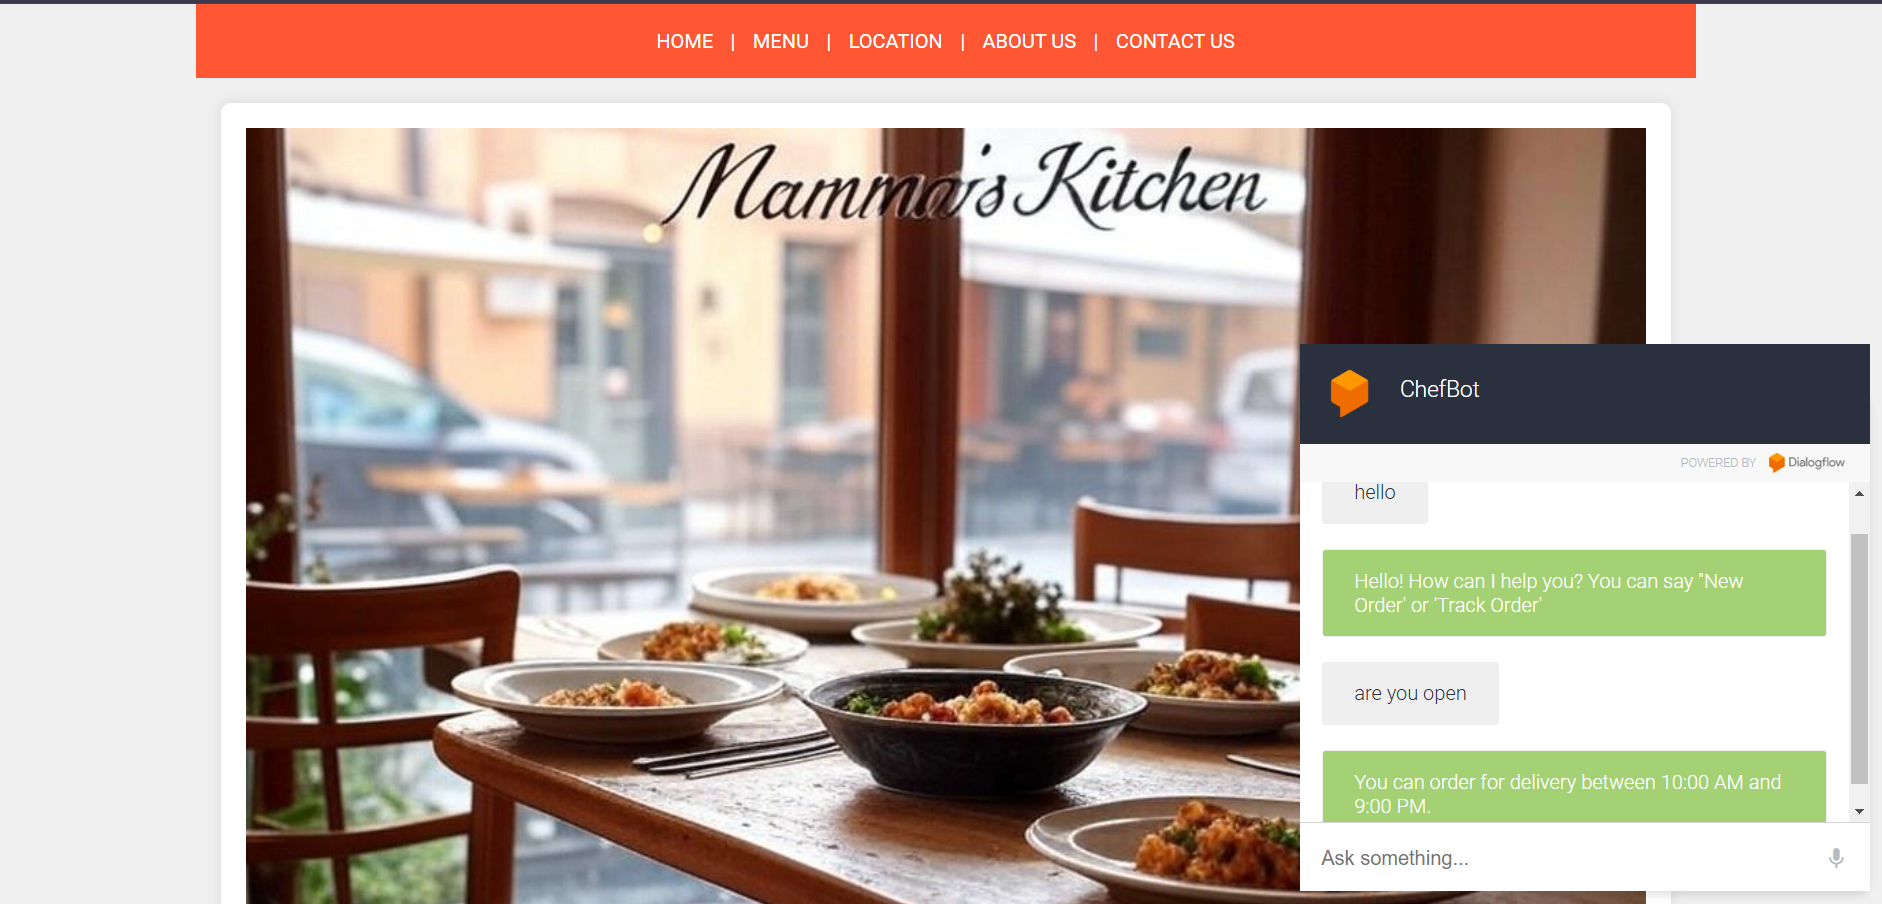 HOME | MENU | LOCATION | ABOUT US | CONTACT US
Mamma's Kitchen
ChefBot
POWERED BY Dialogflow
hello
Hello! How can I help you? You can say "New
Order' or 'Track Order'
are you open
You can order for delivery between 10:00 AM and
9:00 PM.
Ask something...